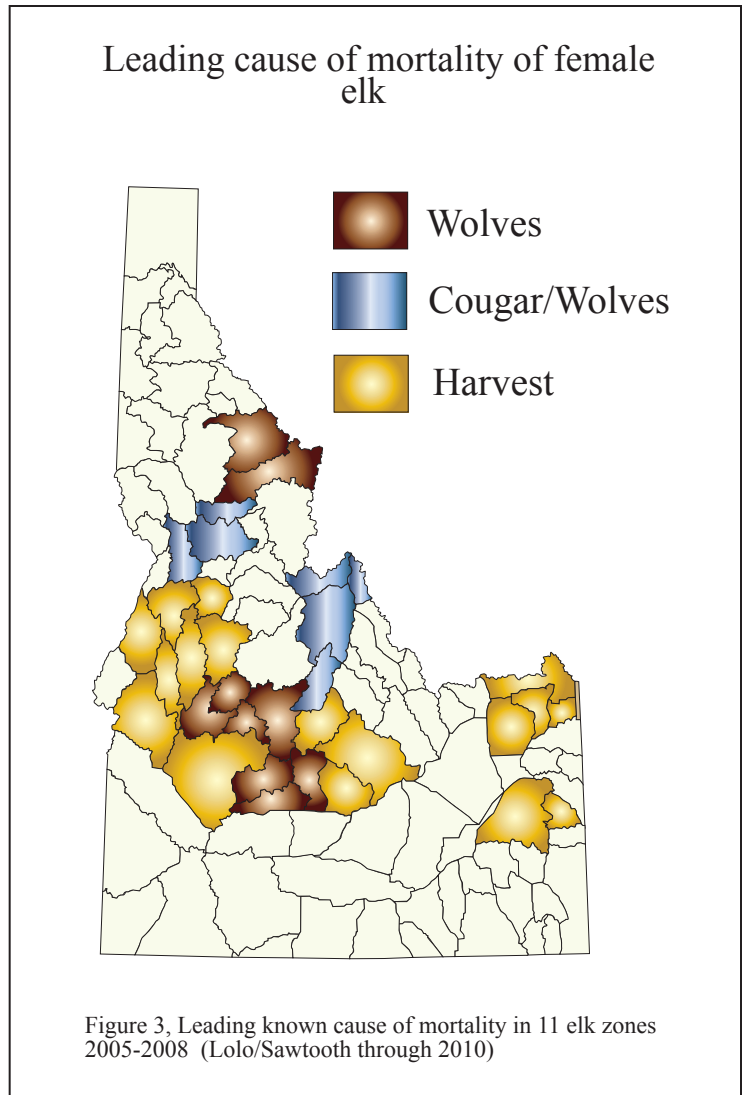 Leading cause of mortality of female
elk
Wolves
Cougar/Wolves
Harvest
Figure 3, Leading known cause of mortality in 11 elk zones
2005-2008 (Lolo/Sawtooth through 2010)